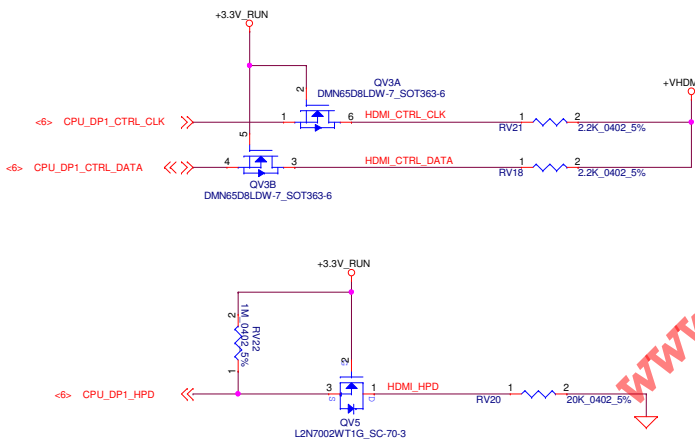 +3.3V_RUN
QV3A
DMN65D8LDW-7_SOT363-6
+VHDM
2
<6> CPU_DP1_CTRL_CLK
1
6
HDMI_CTRL_CLK
1
2
RV21
2.2K_0402_5%
5
<6> CPU_DP1_CTRL_DATA
4
3
HDMI_CTRL_DATA
1
2
RV18
2.2K_0402_5%
QV3B
DMN65D8LDW-7_SOT363-6
+3.3V_RUN
2
RV22
1M_0402_5%
1
2
G
<6> CPU_DP1_HPD
3
S
1
D
HDMI_HPD
1
2
RV20
20K_0402_5%
QV5
L2N7002WT1G_SC-70-3
WWW